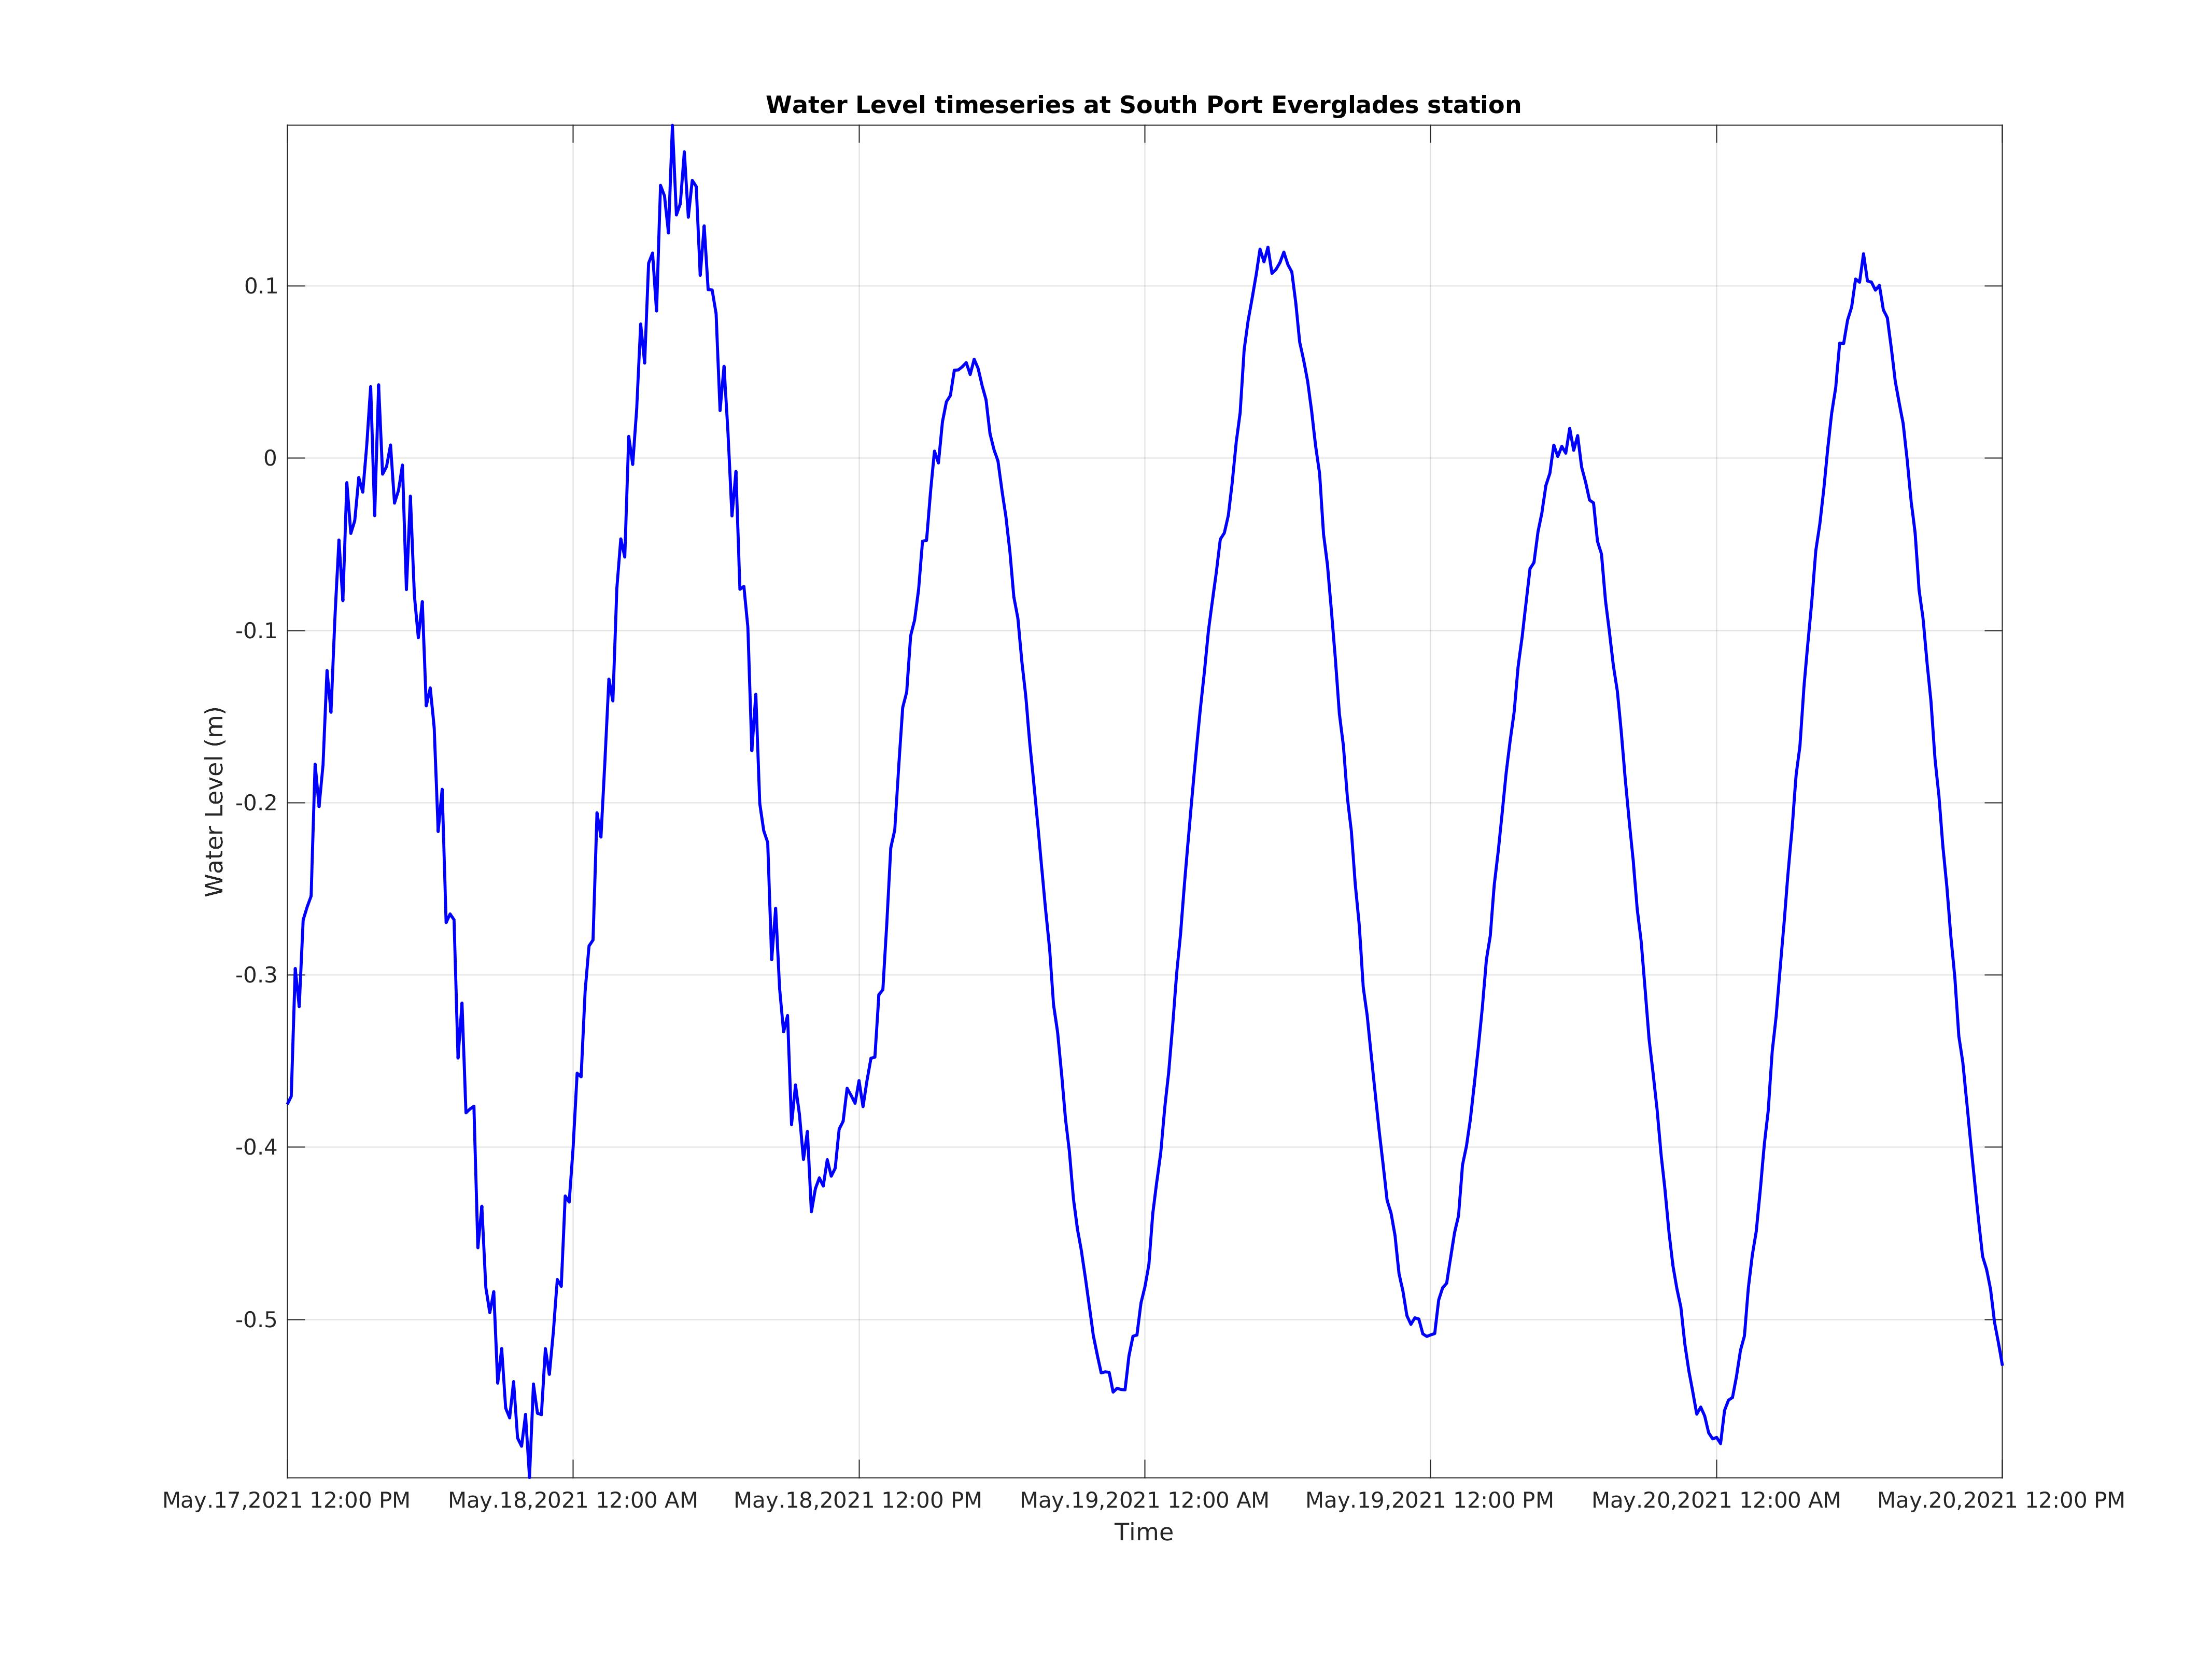 Water Level timeseries at South Port Everglades station
0.1
0
-0.1
-0.2
-0.3
-0.4
-0.5
Water Level (m)
May.17,2021 12:00 PM May.18,2021 12:00 AM May.18,2021 12:00 PM May.19,2021 12:00 AM May.19,2021 12:00 PM May.20,2021 12:00 AM May.20,2021 12:00 PM
Time